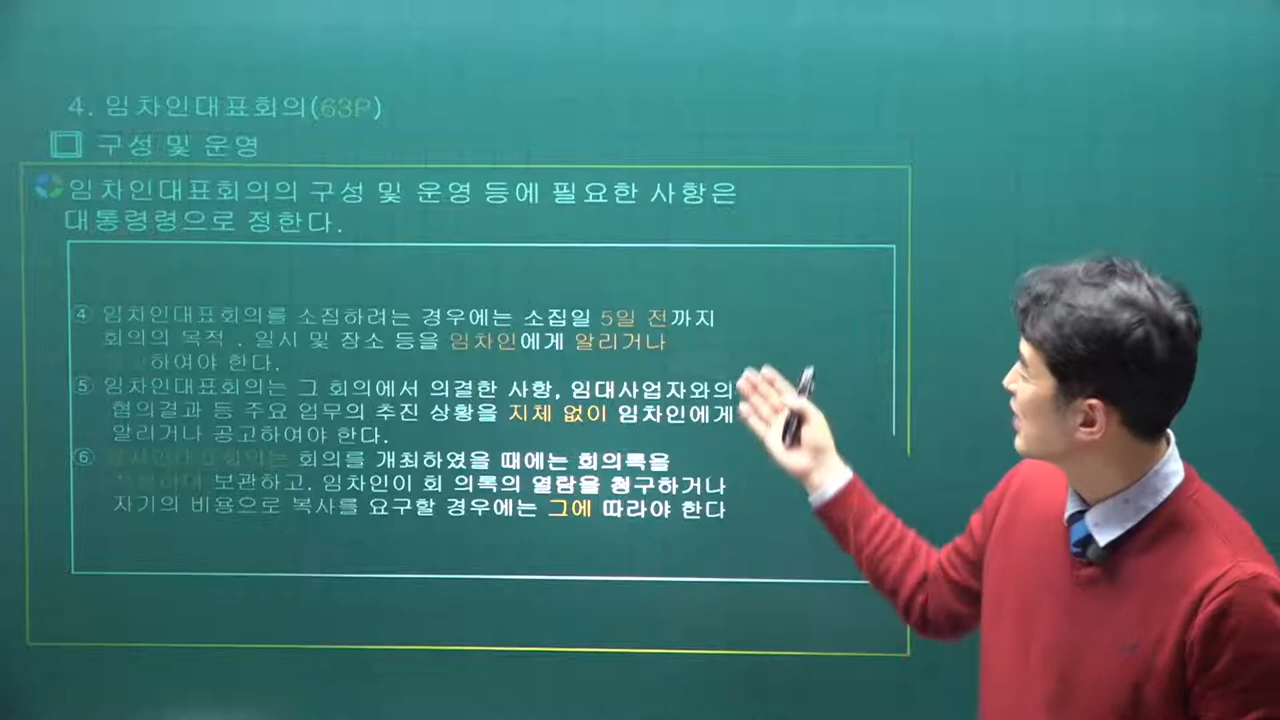 4. 임차인대표회의(63P)
구성 및 운영
임차인대표회의의 구성 및 운영 등에 필요한 사항은
대통령령으로 정한다.
④ 임차인대표회의를 소집하려는 경우에는 소집일 5일 전까지
회의의 목적 . 일시 및 장소 등을 임차인에게 알리거나
하여야 한다.
⑤ 임차인대표회의는 그 회의에서 의결한 사항, 임대사업자와의
협의결과 등 주요 업무의 추진 상황을 지체 없이 임차인에게
알리거나 공고하여야 한다.
⑥ 임차인대표회의는 회의를 개최하였을 때에는 회의록을
보관하고. 임차인이 회 의록의 열람을 청구하거나
자기의 비용으로 복사를 요구할 경우에는 그에 따라야 한다